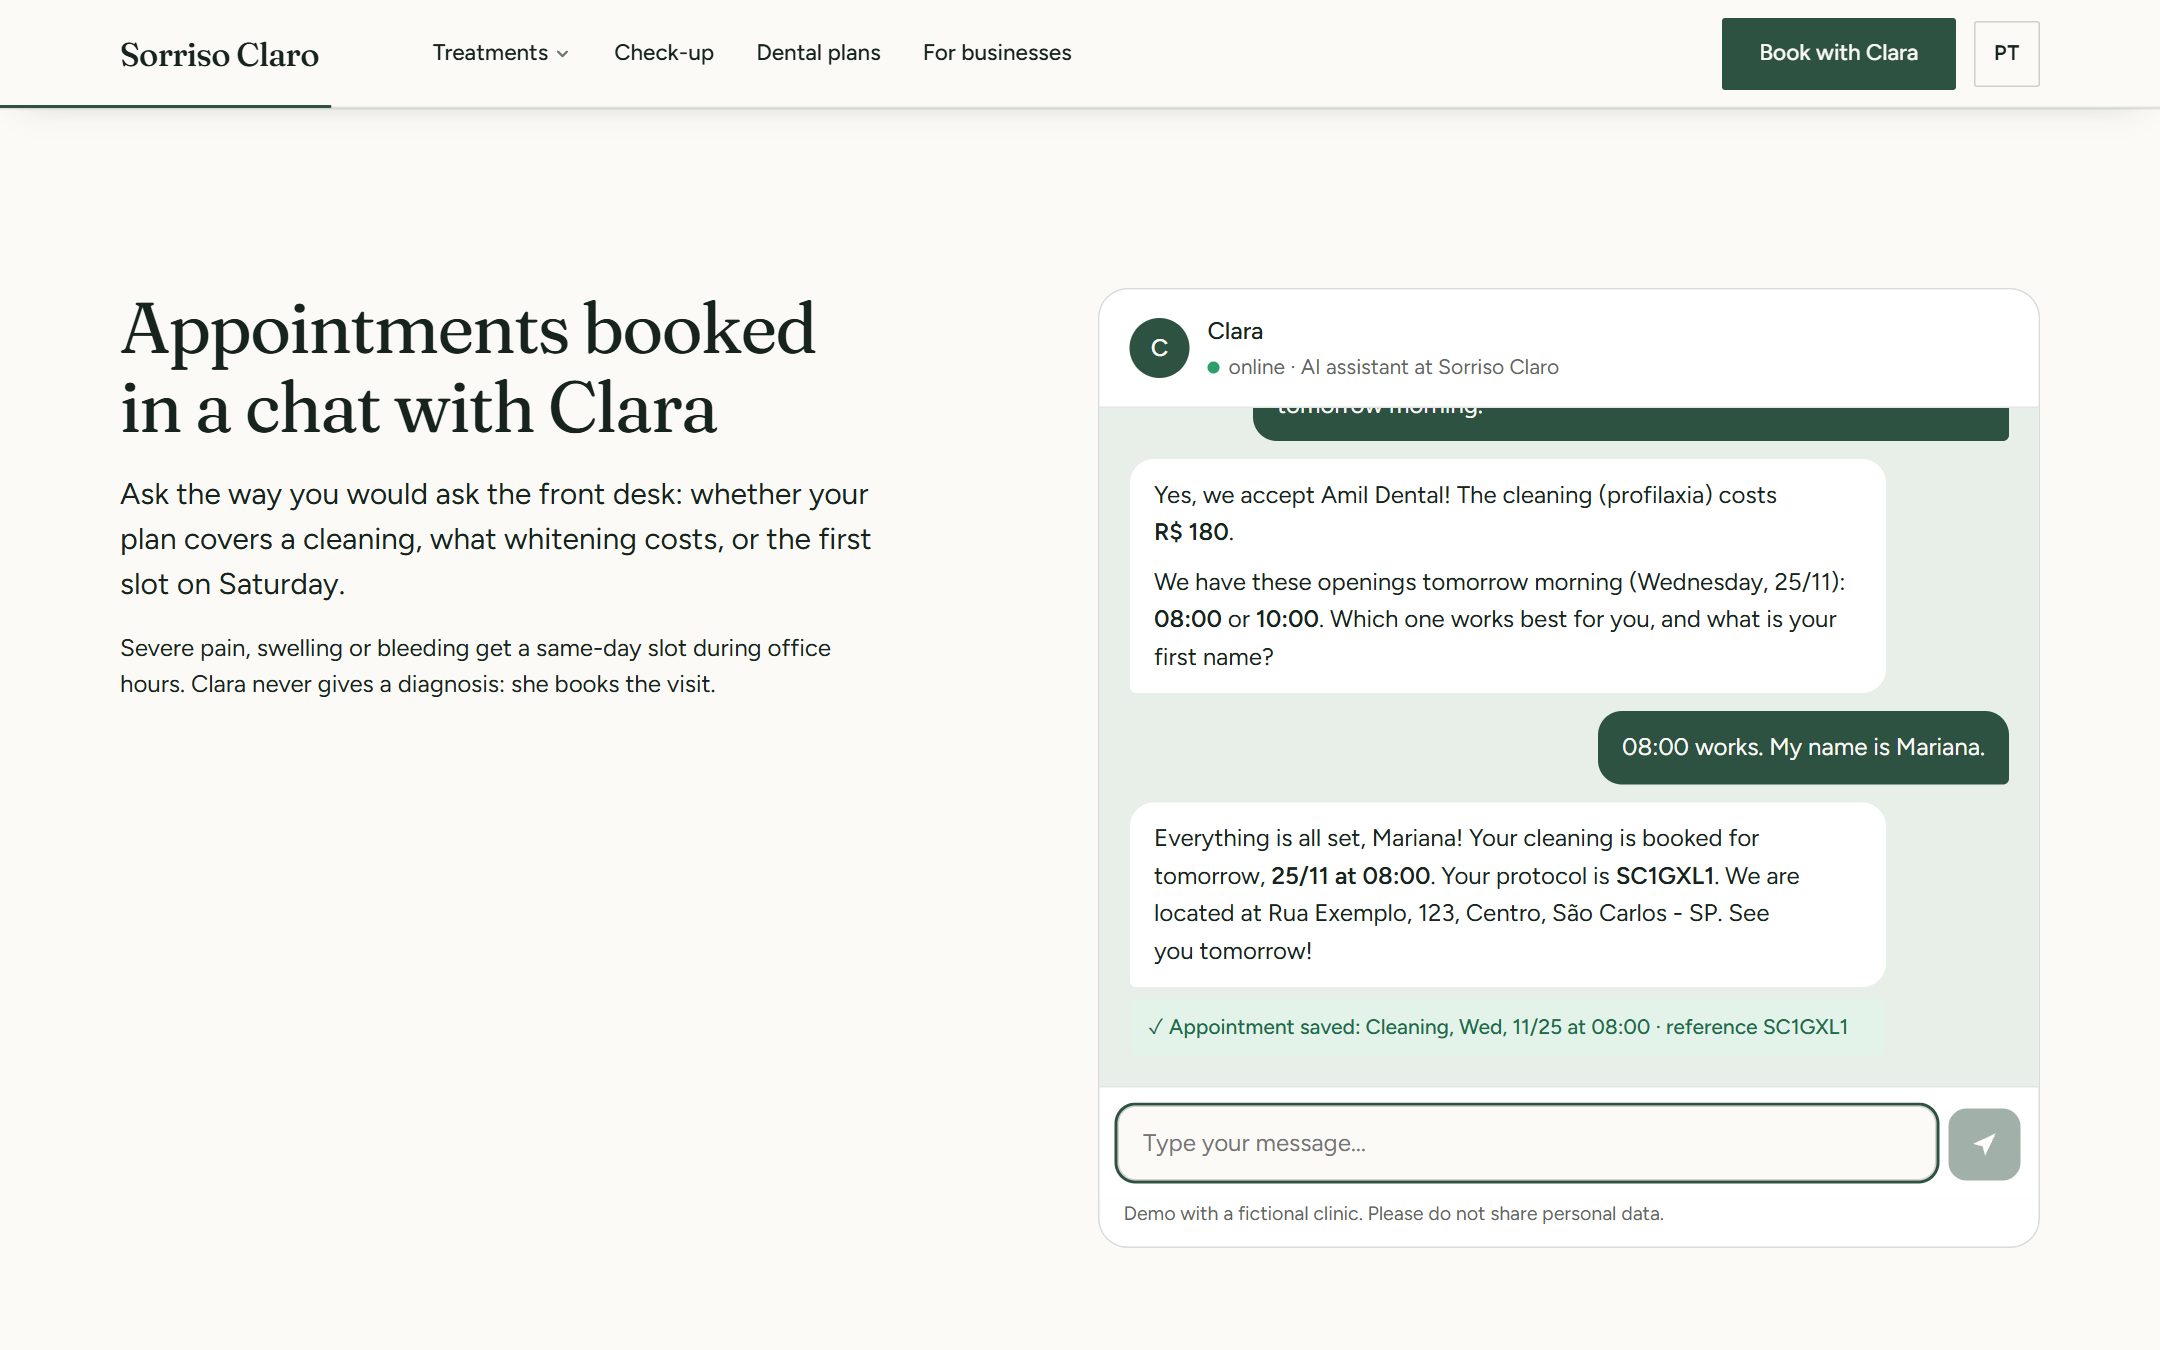 Sorriso Claro
Treatments
Check-up
Dental plans
For businesses
Book with Clara
PT
Appointments booked
in a chat with Clara
Ask the way you would ask the front desk: whether your
plan covers a cleaning, what whitening costs, or the first
slot on Saturday.
Severe pain, swelling or bleeding get a same-day slot during office
hours. Clara never gives a diagnosis: she books the visit.
C
Clara
online · AI assistant at Sorriso Claro
tomorrow morning.
Yes, we accept Amil Dental! The cleaning (profilaxia) costs
R$ 180.
We have these openings tomorrow morning (Wednesday, 25/11):
08:00 or 10:00. Which one works best for you, and what is your
first name?
08:00 works. My name is Mariana.
Everything is all set, Mariana! Your cleaning is booked for
tomorrow, 25/11 at 08:00. Your protocol is SC1GXL1. We are
located at Rua Exemplo, 123, Centro, São Carlos - SP. See
you tomorrow!
✓ Appointment saved: Cleaning, Wed, 11/25 at 08:00 · reference SC1GXL1
Type your message...
Demo with a fictional clinic. Please do not share personal data.